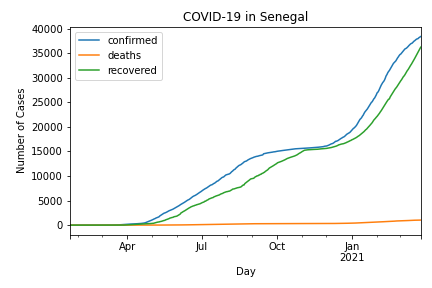 COVID-19 in Senegal
confirmed
deaths
recovered
Number of Cases
40000
35000
30000
25000
20000
15000
10000
5000
0
Apr
Jul
Oct
Jan
2021
Day